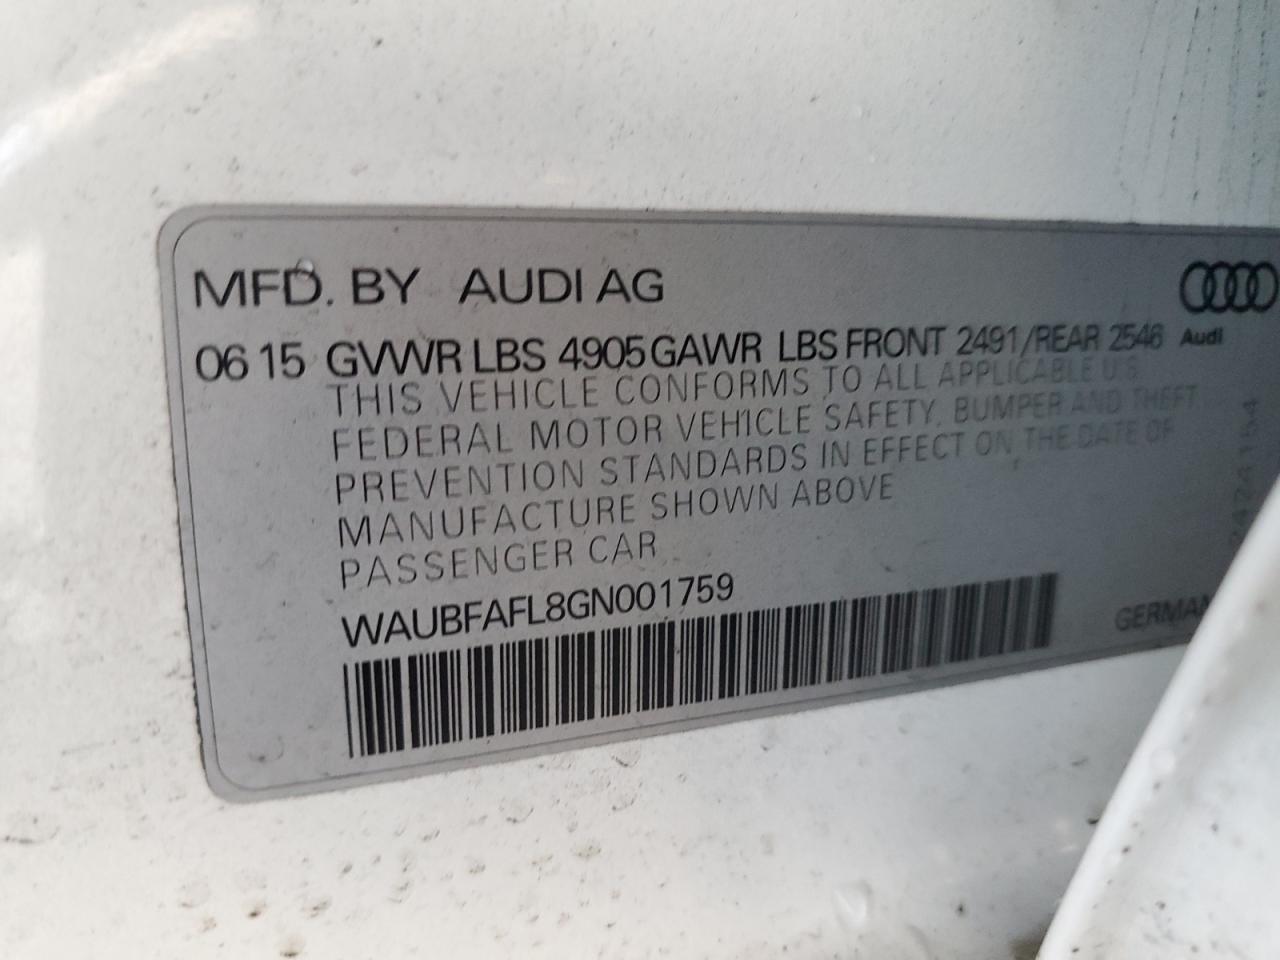 MFD. BY AUDI AG
06 15 GVWR LBS 4905 GAWR LBS FRONT 2491/REAR 2546
Audi
THIS VEHICLE CONFORMS TO ALL APPLICABLE U S
FEDERAL MOTOR VEHICLE SAFETY, BUMPER AND THEFT
PREVENTION STANDARDS IN EFFECT ON THE DATE OF
MANUFACTURE SHOWN ABOVE
PASSENGER CAR
WAUBFAFL8GN001759
GERMAN